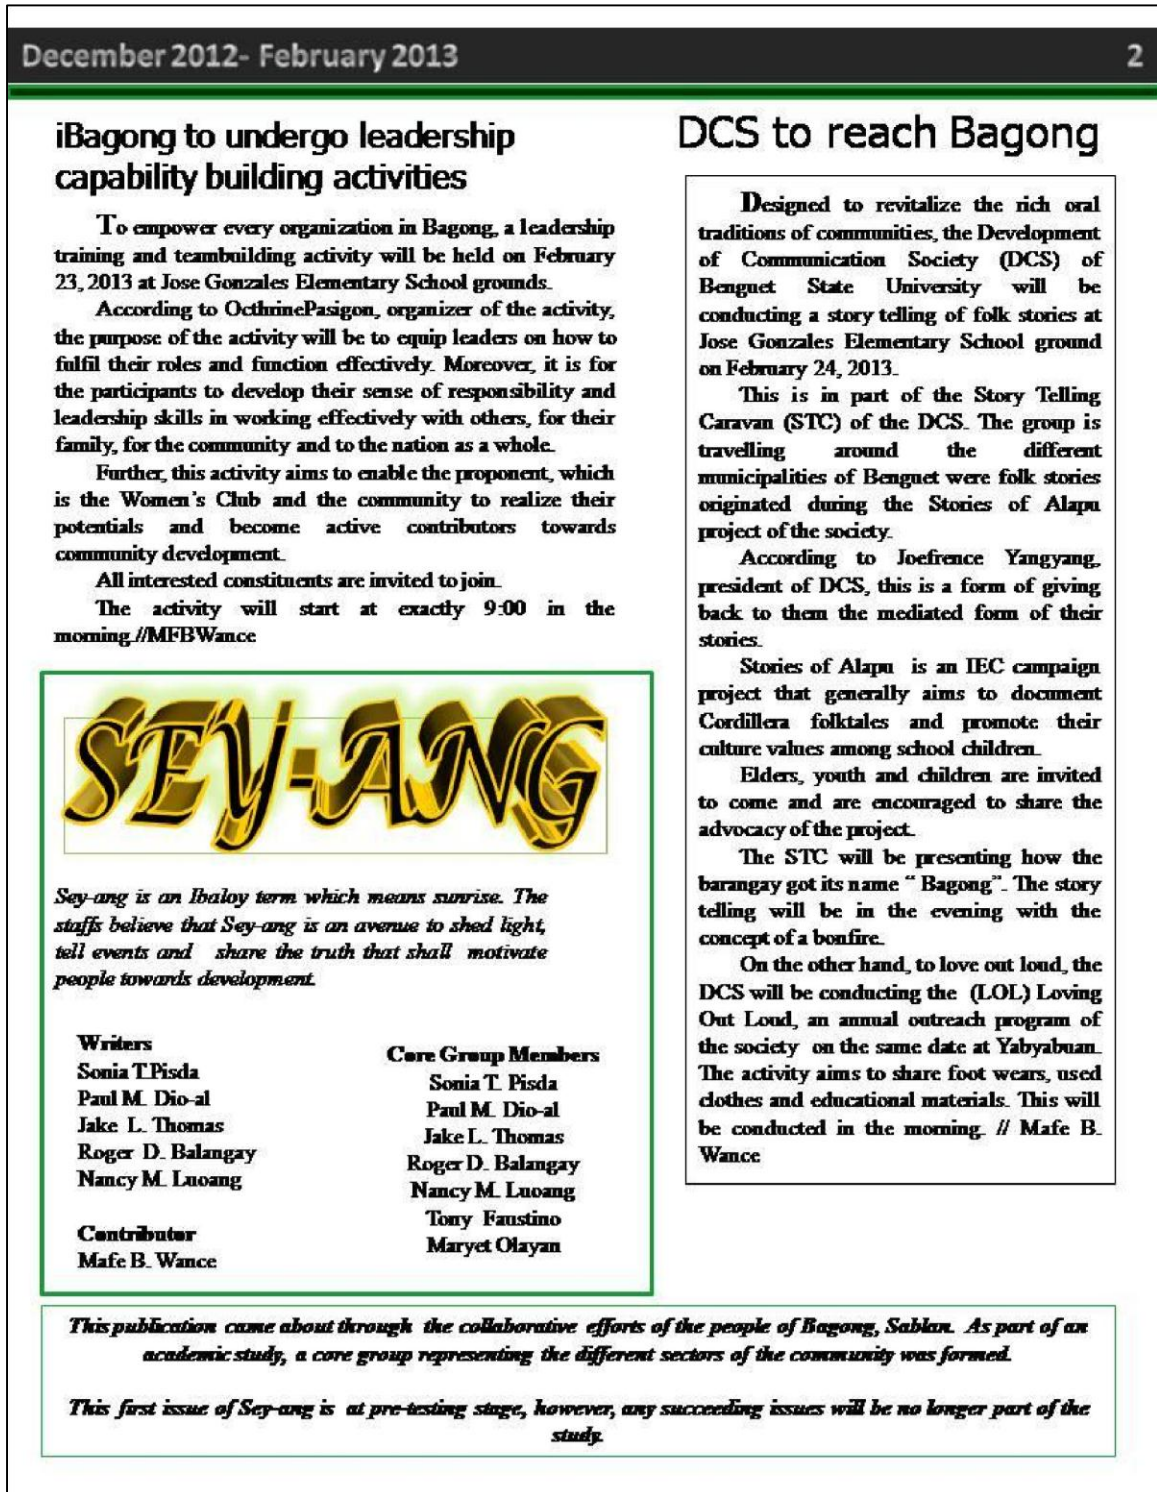 December 2012- February 2013 2
iBagong to undergo leadership
capability building activities
To empower every organization in Bagong, a leadership
training and teambuilding activity will be held on February
23, 2013 at Jose Gonzales Elementary School grounds.
According to OcthrinePasigon, organizer of the activity,
the purpose of the activity will be to equip leaders on how to
fulfil their roles and function effectively. Moreover, it is for
the participants to develop their sense of responsibility and
leadership skills in working effectively with others, for their
family, for the community and to the nation as a whole.
Further, this activity aims to enable the proponent, which
is the Women's Club and the community to realize their
potentials and become active contributors towards
community development.
All interested constituents are invited to join.
The activity will start at exactly 9:00 in the
morning.//MFBWance
SEY-ANG
Sey-ang is an Ibaloy term which means sunrise. The
staffs believe that Sey-ang is an avenue to shed light,
tell events and share the truth that shall motivate
people towards development.
Writers
Sonia T.Pisda
Paul M. Dio-al
Jake L. Thomas
Roger D. Balangay
Nancy M. Luoang
Contributor
Mafe B. Wance
Core Group Members
Sonia T. Pisda
Paul M. Dio-al
Jake L. Thomas
Roger D. Balangay
Nancy M. Luoang
Tony Faustino
Maryet Olayan
DCS to reach Bagong
Designed to revitalize the rich oral
traditions of communities, the Development
of Communication Society (DCS) of
Benguet State University will be
conducting a story telling of folk stories at
Jose Gonzales Elementary School ground
on February 24, 2013.
This is in part of the Story Telling
Caravan (STC) of the DCS. The group is
travelling around the different
municipalities of Benguet were folk stories
originated during the Stories of Alapu
project of the society.
According to Joefrence Yangyang,
president of DCS, this is a form of giving
back to them the mediated form of their
stories.
Stories of Alapu is an IEC campaign
project that generally aims to document
Cordillera folktales and promote their
culture values among school children.
Elders, youth and children are invited
to come and are encouraged to share the
advocacy of the project.
The STC will be presenting how the
barangay got its name " Bagong". The story
telling will be in the evening with the
concept of a bonfire.
On the other hand, to love out loud, the
DCS will be conducting the (LOL) Loving
Out Loud, an annual outreach program of
the society on the same date at Yabyabuan.
The activity aims to share foot wears, used
clothes and educational materials. This will
be conducted in the morning. // Mafe B.
Wance
This publication came about through the collaborative efforts of the people of Bagong, Sablan. As part of an
academic study, a core group representing the different sectors of the community was formed.
This first issue of Sey-ang is at pre-testing stage, however, any succeeding issues will be no longer part of the
study.